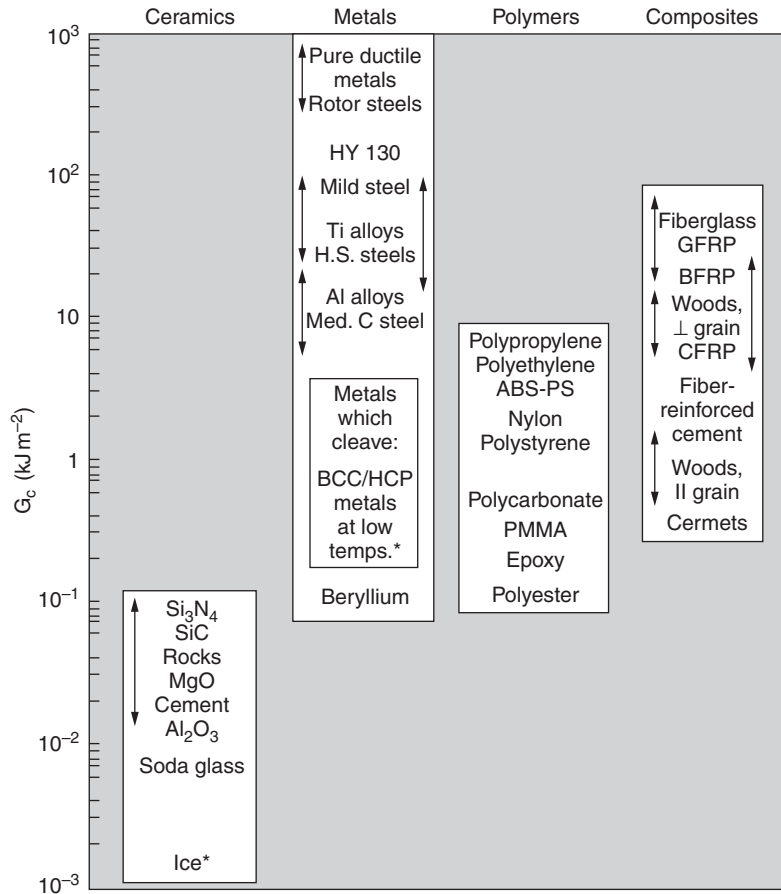 Ceramics
Metals
Polymers
Composites
G_c (kJ m⁻²)
10³
10²
10
1
10⁻¹
10⁻²
10⁻³
Si₃N₄
SiC
Rocks
MgO
Cement
Al₂O₃
Soda glass
Ice*
Pure ductile
metals
Rotor steels
HY 130
Mild steel
Ti alloys
H.S. steels
Al alloys
Med. C steel
Metals
which
cleave:
BCC/HCP
metals
at low
temps.*
Beryllium
Polypropylene
Polyethylene
ABS-PS
Nylon
Polystyrene
Polycarbonate
PMMA
Epoxy
Polyester
Fiberglass
GFRP
BFRP
Woods,
⊥ grain
CFRP
Fiber-
reinforced
cement
Woods,
II grain
Cermets